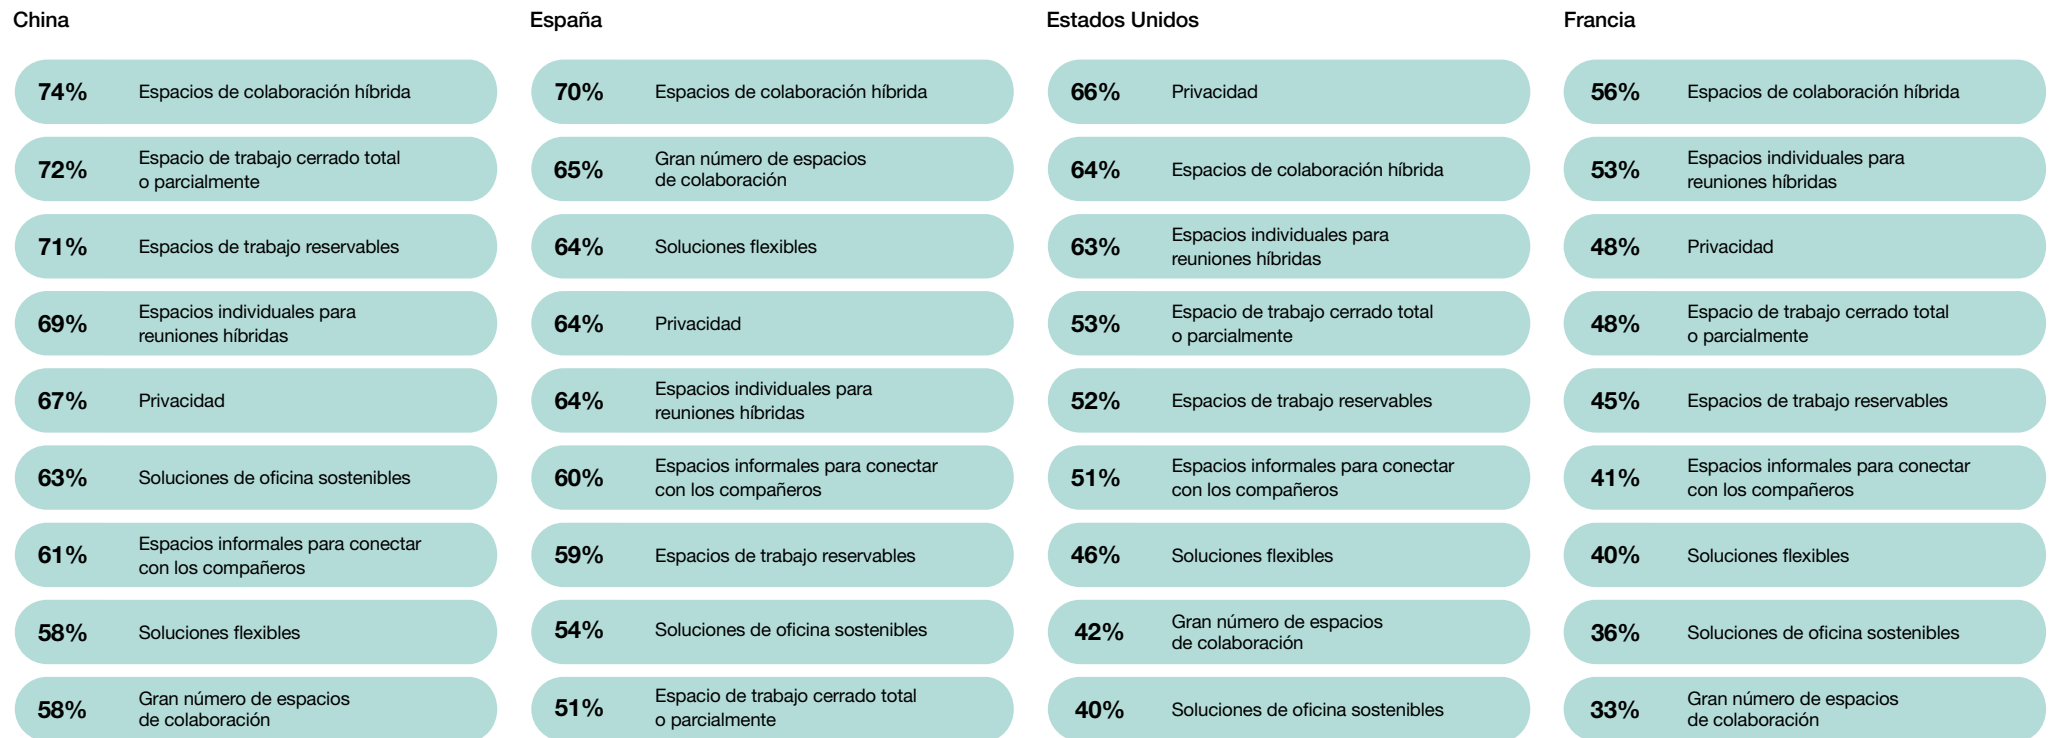 China
74%
Espacios de colaboración híbrida
72%
Espacio de trabajo cerrado total
o parcialmente
71%
Espacios de trabajo reservables
69%
Espacios individuales para
reuniones híbridas
67%
Privacidad
63%
Soluciones de oficina sostenibles
61%
Espacios informales para conectar
con los compañeros
58%
Soluciones flexibles
58%
Gran número de espacios
de colaboración
España
70%
Espacios de colaboración híbrida
65%
Gran número de espacios
de colaboración
64%
Soluciones flexibles
64%
Privacidad
64%
Espacios individuales para
reuniones híbridas
60%
Espacios informales para conectar
con los compañeros
59%
Espacios de trabajo reservables
54%
Soluciones de oficina sostenibles
51%
Espacio de trabajo cerrado total
o parcialmente
Estados Unidos
66%
Privacidad
64%
Espacios de colaboración híbrida
63%
Espacios individuales para
reuniones híbridas
53%
Espacio de trabajo cerrado total
o parcialmente
52%
Espacios de trabajo reservables
51%
Espacios informales para conectar
con los compañeros
46%
Soluciones flexibles
42%
Gran número de espacios
de colaboración
40%
Soluciones de oficina sostenibles
Francia
56%
Espacios de colaboración híbrida
53%
Espacios individuales para
reuniones híbridas
48%
Privacidad
48%
Espacio de trabajo cerrado total
o parcialmente
45%
Espacios de trabajo reservables
41%
Espacios informales para conectar
con los compañeros
40%
Soluciones flexibles
36%
Soluciones de oficina sostenibles
33%
Gran número de espacios
de colaboración